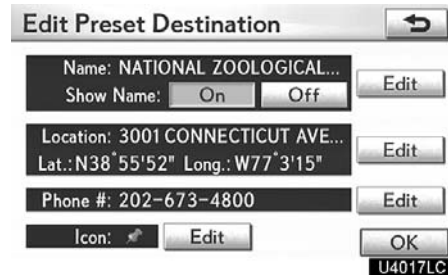 Edit Preset Destination
Name: NATIONAL ZOOLOGICAL...
Edit
Show Name: On Off
Location: 3001 CONNECTICUT AVE...
Edit
Lat.: N38°55'52" Long.: W77°3'15"
Phone #: 202-673-4800 Edit
Icon: Edit
OK
U4017LC